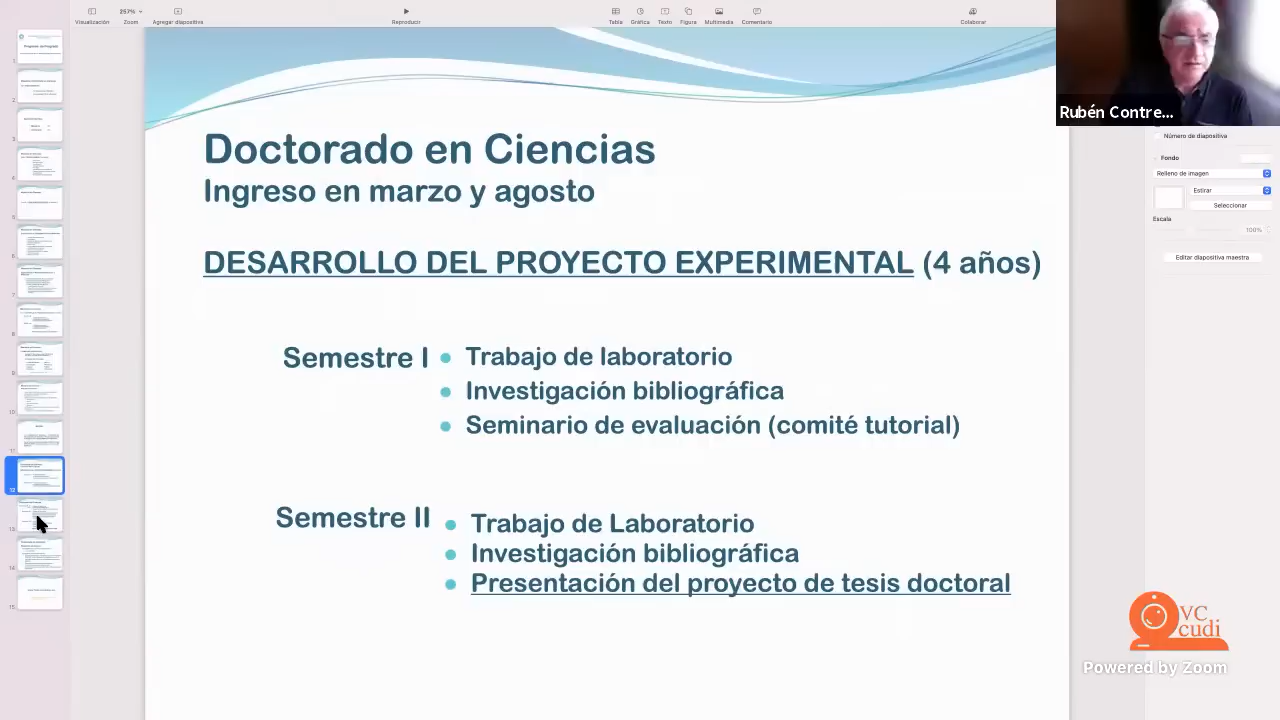 Visualización
257%
Zoom
Agregar diapositiva
Reproducir
Tabla
Gráfica
Texto
Figura
Multimedia
Comentario
Colaborar
Rubén Contre...
Número de diapositiva
Fondo
Relleno de imagen
Estirar
Seleccionar
Escala
100%
Editar diapositiva maestra
Doctorado en Ciencias
Ingreso en marzo y agosto
DESARROLLO DEL PROYECTO EXPERIMENTAL (4 años)
Semestre I
Trabajo de laboratorio
Investigación bibliográfica
Seminario de evaluación (comité tutorial)
Semestre II
Trabajo de Laboratorio
Investigación bibliográfica
Presentación del proyecto de tesis doctoral
VC
cudi
Powered by Zoom